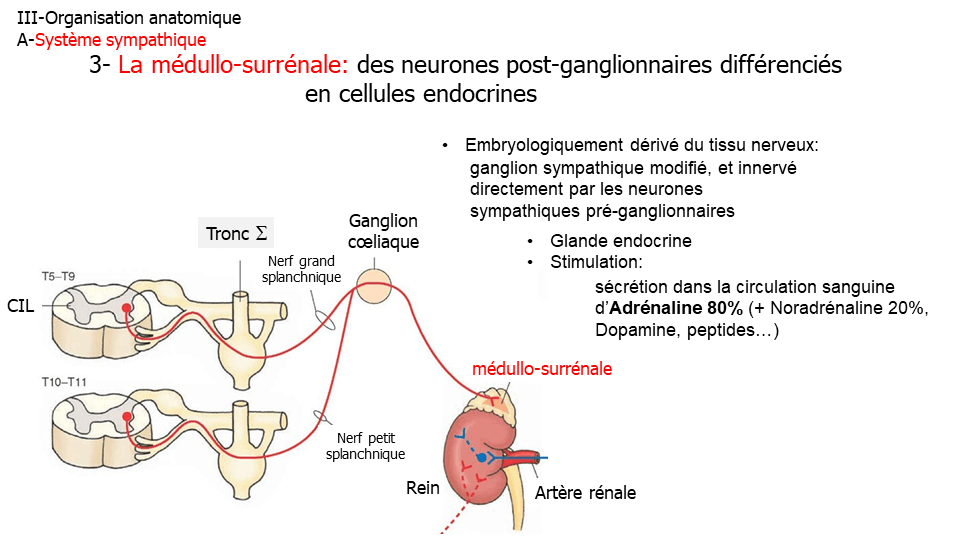 III-Organisation anatomique
A-Système sympathique
3- La médullo-surrénale: des neurones post-ganglionnaires différenciés
en cellules endocrines
• Embryologiquement dérivé du tissu nerveux:
ganglion sympathique modifié, et innervé
directement par les neurones
sympathiques pré-ganglionnaires
• Glande endocrine
• Stimulation:
sécrétion dans la circulation sanguine
d'Adrénaline 80% (+ Noradrénaline 20%,
Dopamine, peptides…)
Tronc Σ
Ganglion
cœliaque
Nerf grand
splanchnique
T5–T9
CIL
T10–T11
Nerf petit
splanchnique
médullo-surrénale
Rein
Artère rénale